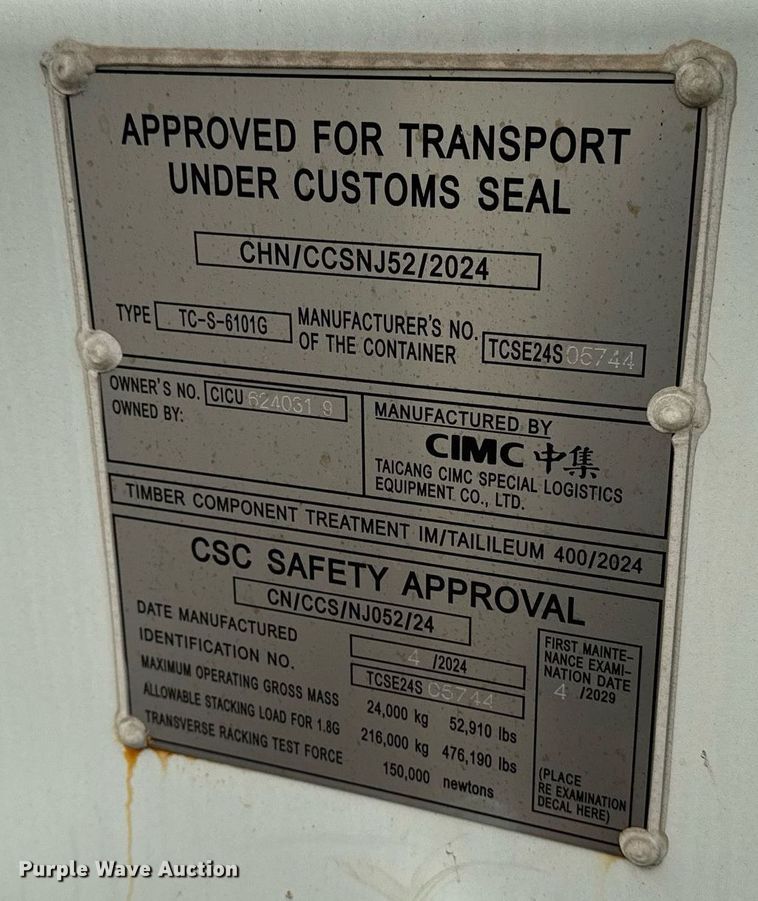 APPROVED FOR TRANSPORT
UNDER CUSTOMS SEAL
CHN/CCSNJ52/2024
TYPE TC-S-6101G
MANUFACTURER'S NO.
OF THE CONTAINER TCSE24S05744
OWNER'S NO. CICU 624031 9
OWNED BY:
MANUFACTURED BY
CIMC 中集
TAICANG CIMC SPECIAL LOGISTICS
EQUIPMENT CO., LTD.
TIMBER COMPONENT TREATMENT IM/TAILILEUM 400/2024
CSC SAFETY APPROVAL
CN/CCS/NJ052/24
DATE MANUFACTURED 4 /2024
IDENTIFICATION NO. TCSE24S 05744
MAXIMUM OPERATING GROSS MASS 24,000 kg 52,910 lbs
ALLOWABLE STACKING LOAD FOR 1.8G 216,000 kg 476,190 lbs
TRANSVERSE RACKING TEST FORCE 150,000 newtons
FIRST MAINTE-
NANCE EXAMI-
NATION DATE
4 /2029
(PLACE
RE EXAMINATION
DECAL HERE)
Purple Wave Auction